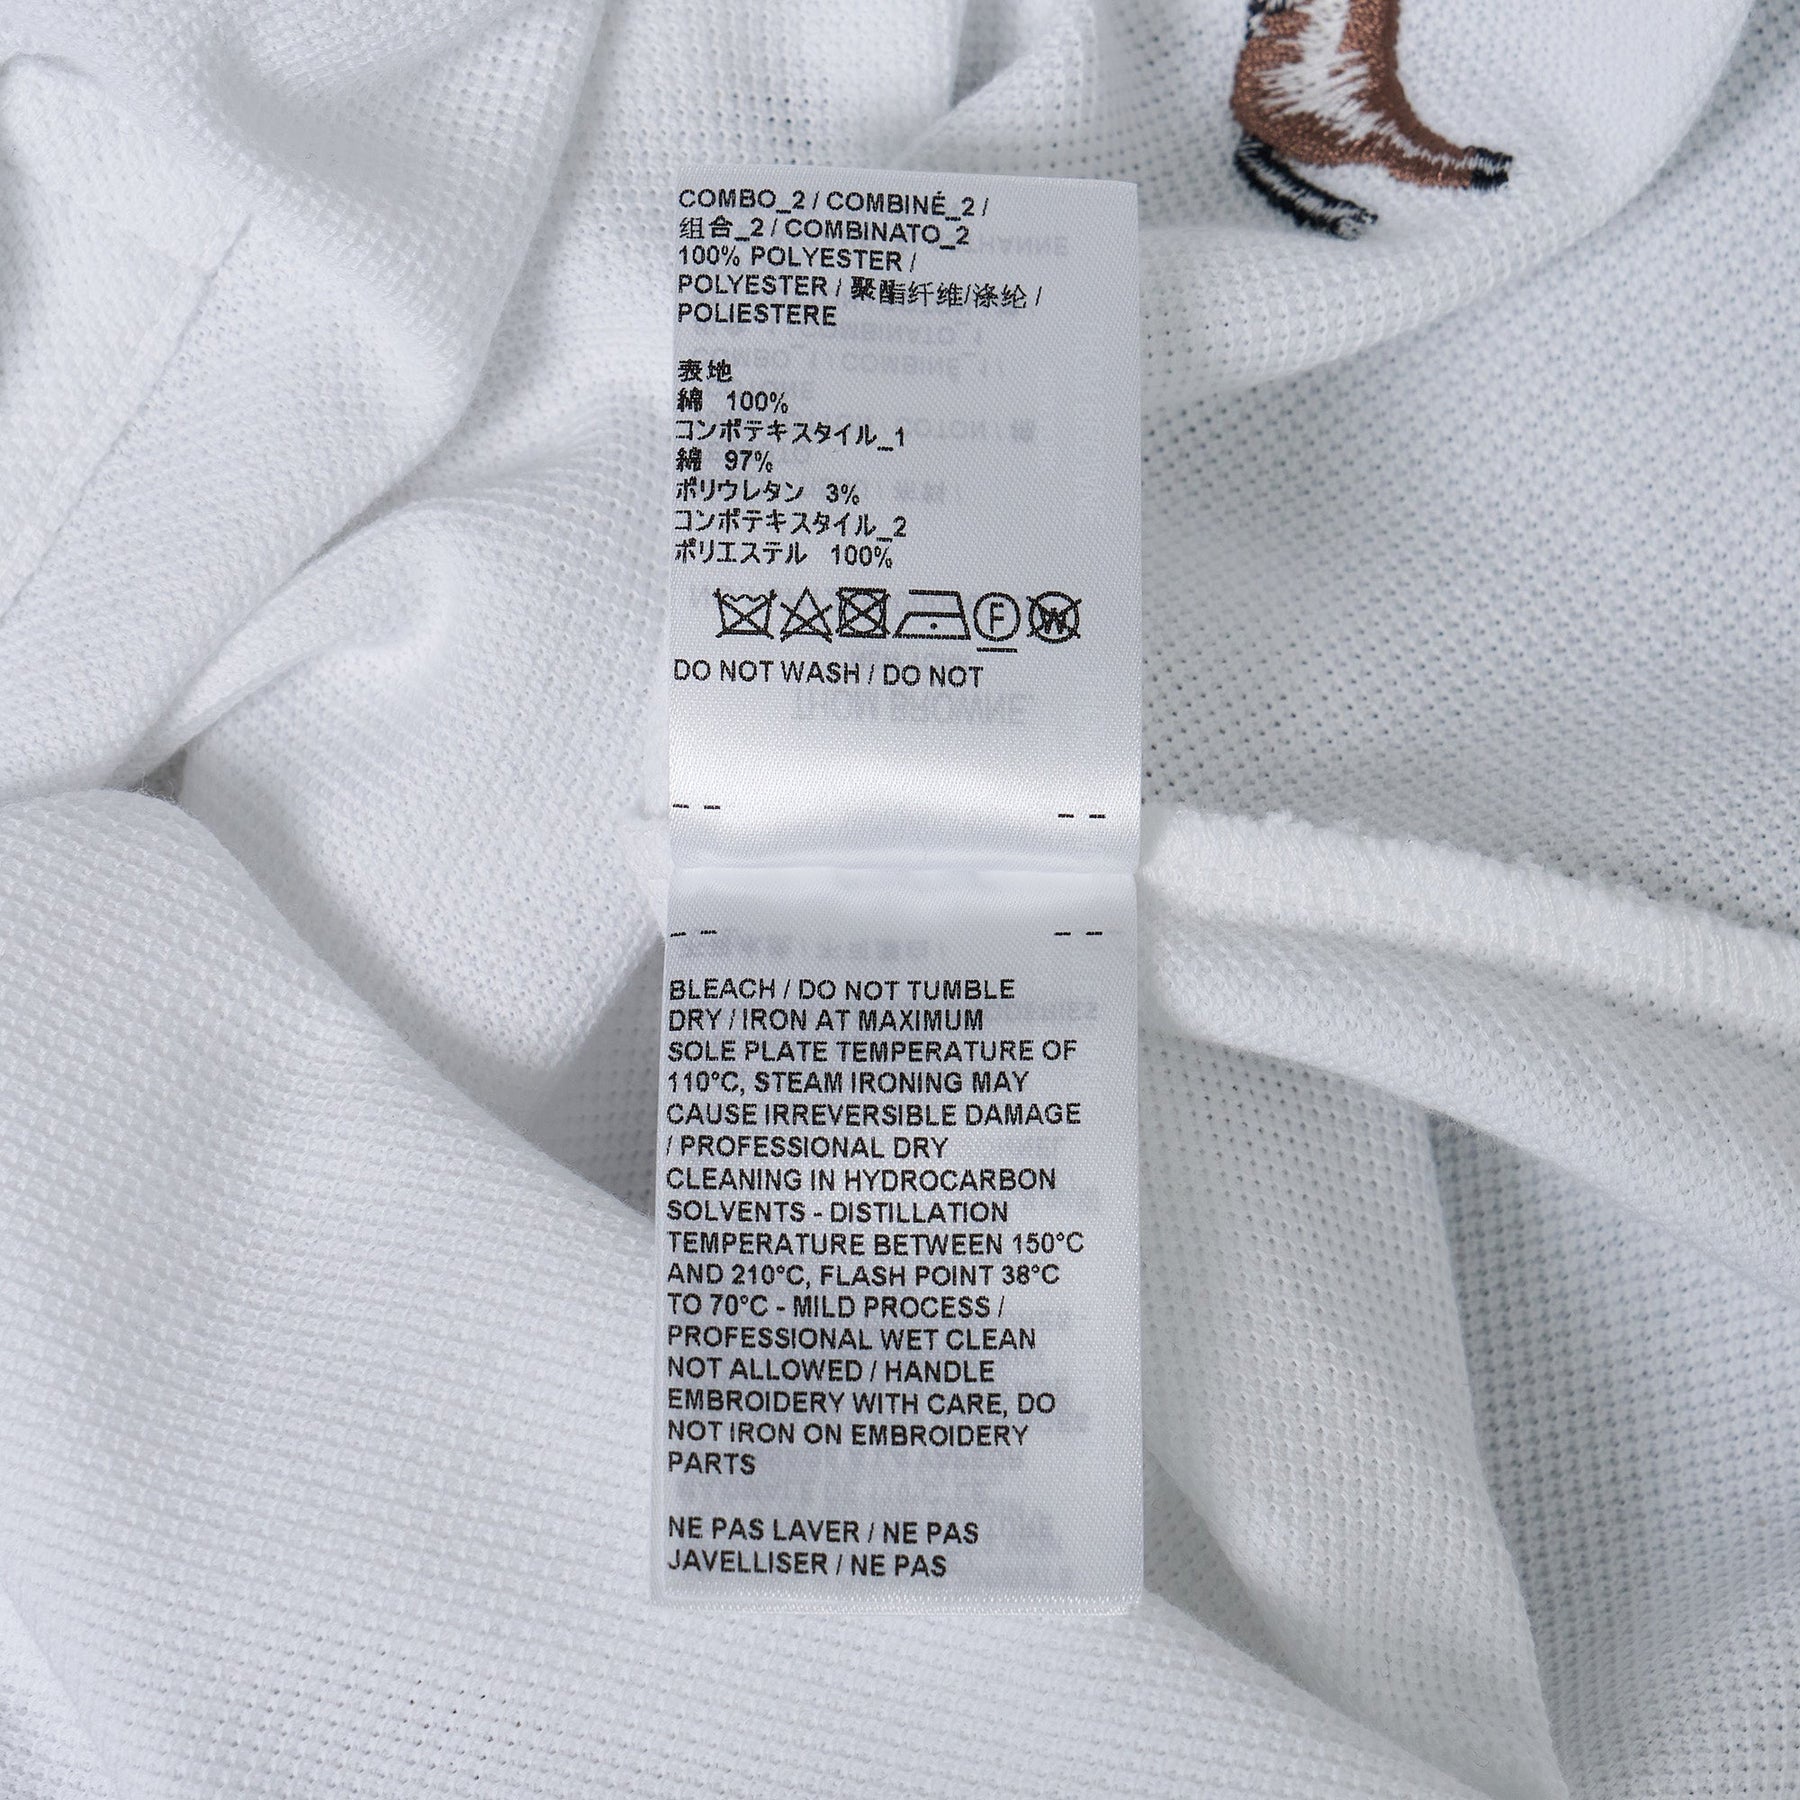 COMBO_2 / COMBINÉ_2 /
组合_2 / COMBINATO_2
100% POLYESTER /
POLYESTER / 聚酯纤维/涤纶 /
POLIESTERE
表地
綿 100%
コンポテキスタイル_1
綿 97%
ポリウレタン 3%
コンポテキスタイル_2
ポリエステル 100%
F W
DO NOT WASH / DO NOT
THOM BROWNE
BLEACH / DO NOT TUMBLE
DRY / IRON AT MAXIMUM
SOLE PLATE TEMPERATURE OF
110°C, STEAM IRONING MAY
CAUSE IRREVERSIBLE DAMAGE
/ PROFESSIONAL DRY
CLEANING IN HYDROCARBON
SOLVENTS - DISTILLATION
TEMPERATURE BETWEEN 150°C
AND 210°C, FLASH POINT 38°C
TO 70°C - MILD PROCESS /
PROFESSIONAL WET CLEAN
NOT ALLOWED / HANDLE
EMBROIDERY WITH CARE, DO
NOT IRON ON EMBROIDERY
PARTS
NE PAS LAVER / NE PAS
JAVELLISER / NE PAS